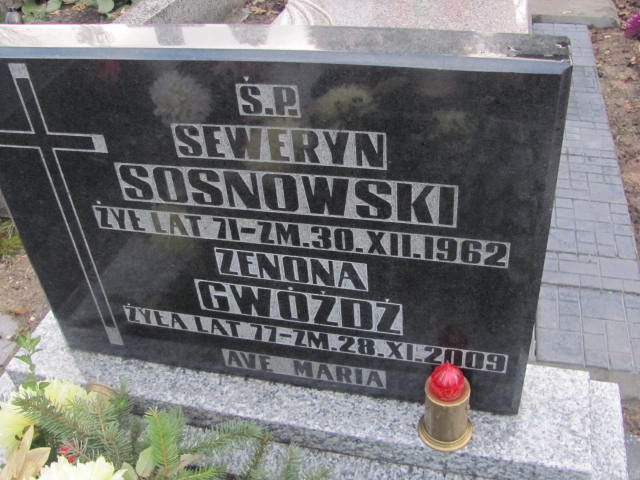 Ś.P.
SEWERYN
SOSNOWSKI
ŻYŁ LAT 71-ZM.30.XII.1962
ZENONA
GWÓŹDŹ
ŻYŁA LAT 77-ZM.28.XI.2009
AVE MARIA